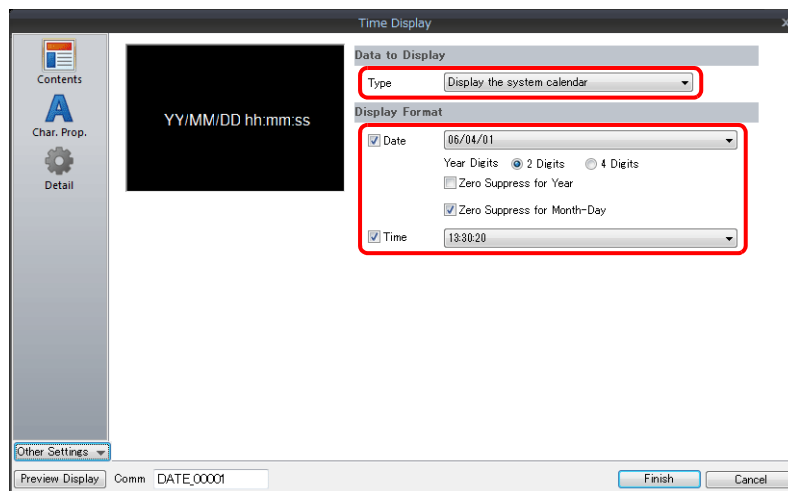 Time Display
Contents
Char. Prop.
Detail
YY/MM/DD hh:mm:ss
Data to Display
Type Display the system calendar
Display Format
Date 06/04/01
Year Digits 2 Digits 4 Digits
Zero Suppress for Year
Zero Suppress for Month-Day
Time 13:30:20
Other Settings
Preview Display Comm DATE_00001 Finish Cancel